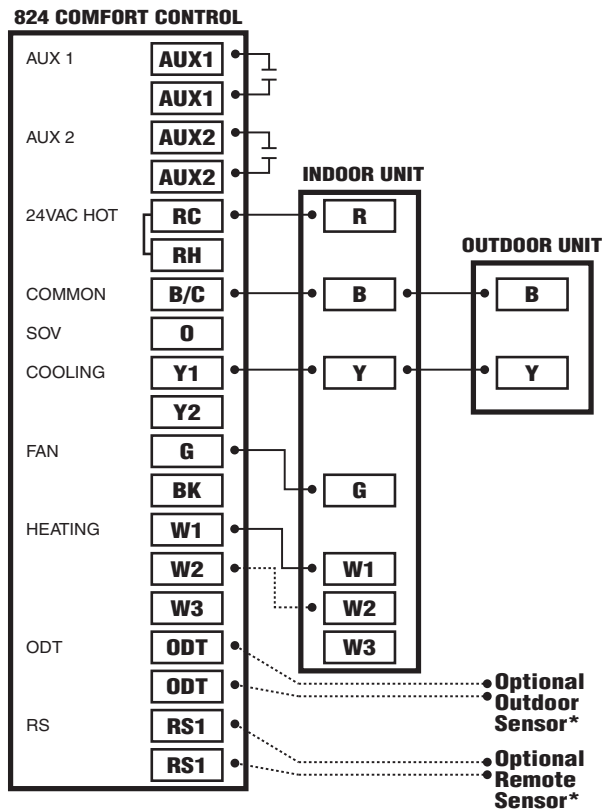 824 COMFORT CONTROL
AUX 1
AUX1
AUX1
AUX 2
AUX2
AUX2
24VAC HOT
RC
RH
COMMON
B/C
SOV
O
COOLING
Y1
Y2
FAN
G
BK
HEATING
W1
W2
W3
ODT
ODT
ODT
RS
RS1
RS1
INDOOR UNIT
R
B
Y
G
W1
W2
W3
OUTDOOR UNIT
B
Y
Optional
Outdoor
Sensor*
Optional
Remote
Sensor*